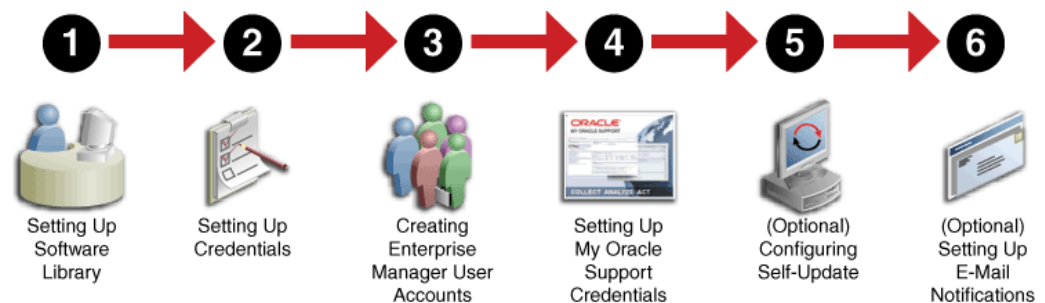 1
2
3
4
5
6
ORACLE
MY ORACLE SUPPORT
COLLECT ANALYZE ACT
Setting Up
Software
Library
Setting Up
Credentials
Creating
Enterprise
Manager User
Accounts
Setting Up
My Oracle
Support
Credentials
(Optional)
Configuring
Self-Update
(Optional)
Setting Up
E-Mail
Notifications